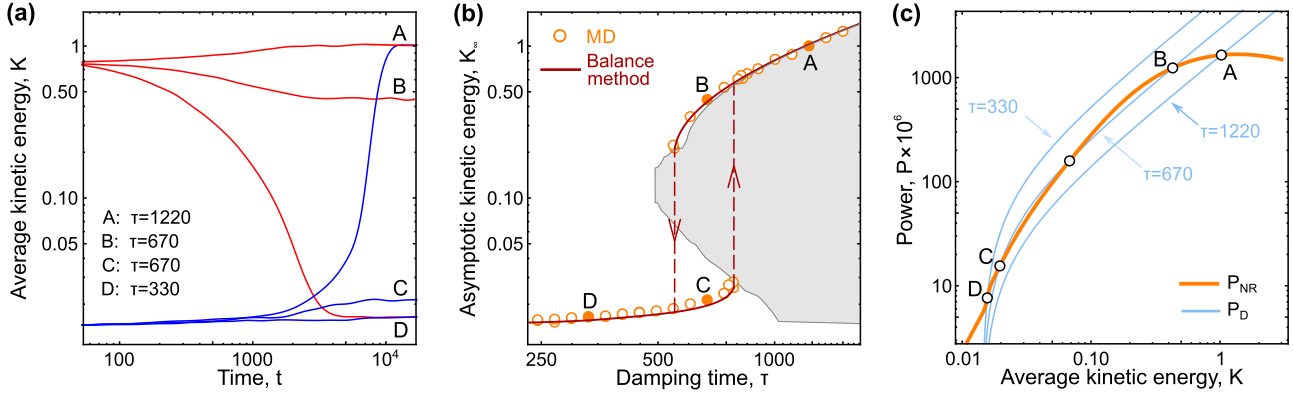 (a)
Average kinetic energy, K
1
0.50
0.10
0.05
A
B
C
D
A: τ=1220
B: τ=670
C: τ=670
D: τ=330
100
1000
10⁴
Time, t
(b)
Asymptotic kinetic energy, K∞
1
0.50
0.10
0.05
MD
Balance
method
A
B
C
D
250
500
1000
Damping time, τ
(c)
Power, P×10⁶
1000
100
10
B
A
τ=330
τ=1220
τ=670
C
D
P_NR
P_D
0.01
0.10
1
Average kinetic energy, K